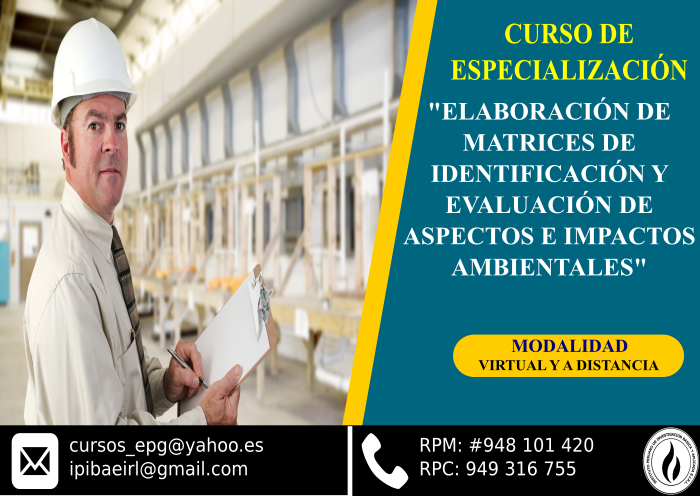 CURSO DE
ESPECIALIZACIÓN
"ELABORACIÓN DE
MATRICES DE
IDENTIFICACIÓN Y
EVALUACIÓN DE
ASPECTOS E IMPACTOS
AMBIENTALES"
MODALIDAD
VIRTUAL Y A DISTANCIA
cursos_epg@yahoo.es
ipibaeirl@gmail.com
RPM: #948 101 420
RPC: 949 316 755